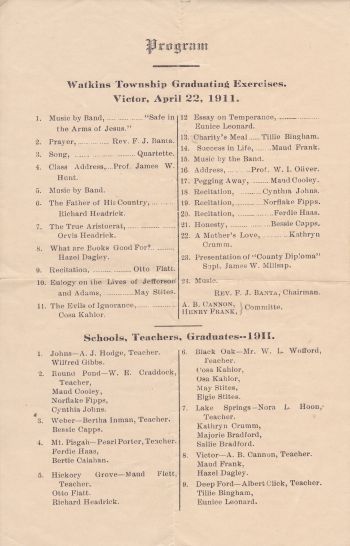 Program
Watkins Township Graduating Exercises.
Victor, April 22, 1911.
1. Music by Band, .............. "Safe in
the Arms of Jesus."
2. Prayer, ............ Rev. F. J. Banta.
3. Song, .................... Quartette.
4. Class Address,...Prof. James W.
Hunt.
5. Music by Band.
6. The Father of His Country, ..........
Richard Headrick.
7. The True Aristocrat, ..................
Orvis Headrick.
8. What are Books Good For?..........
Hazel Dagley.
9. Recitation, ............... Otto Flatt.
10. Eulogy on the Lives of Jefferson
and Adams, ............ May Stites.
11. The Evils of Ignorance, ..............
Cosa Kahlor.
12 Essay on Temperance, ..............
Eunice Leonard.
13. Charity's Meal ..... Tillie Bingham.
14. Success in Life, ...... Maud Frank.
15. Music by the Band.
16 Address, ........Prof. W. I. Oliver.
17 Pegging Away, ..........Maud Cooley.
18 Recitation, ............ Cynthia Johns.
19. Recitation, ............ Norflake Fipps.
20. Recitation, ............ Ferdie Haas.
21. Honesty, ............... Bessie Capps.
22. A Mother's Love, ........ Kathryn
Crumm.
23. Presentation of "County Diploma"
Supt. James W. Millsap.
24. Music.
REV. F. J. BANTA, Chairman.
A. B. CANNON,
HENRY FRANK, } Committe.
Schools, Teachers, Graduates--1911.
1. Johns—A. J. Hodge, Teacher.
Wilfred Gibbs.
2. Round Pond—W. E. Craddock,
Teacher,
Maud Cooley,
Norflake Fipps,
Cynthia Johns.
3. Weber—Bertha Inman, Teacher.
Bessie Capps.
4. Mt. Pisgah—Pearl Porter, Teacher.
Ferdie Haas,
Bertie Calahan.
5. Hickory Grove—Maud Flett,
Teacher.
Otto Flatt.
Richard Headrick.
6. Black Oak—Mr. W. L. Wofford,
Teacher,
Cosa Kahlor,
Osa Kahlor,
May Stites,
Elgie Stites.
7. Lake Springs—Nora L. Hoon,
Teacher.
Kathryn Crumm,
Marjorie Bradford,
Sallie Bradford.
8. Victor—A. B. Cannon, Teacher.
Maud Frank,
Hazel Dagley.
9. Deep Ford—Albert Click, Teacher.
Tillie Bingham,
Eunice Leonard.